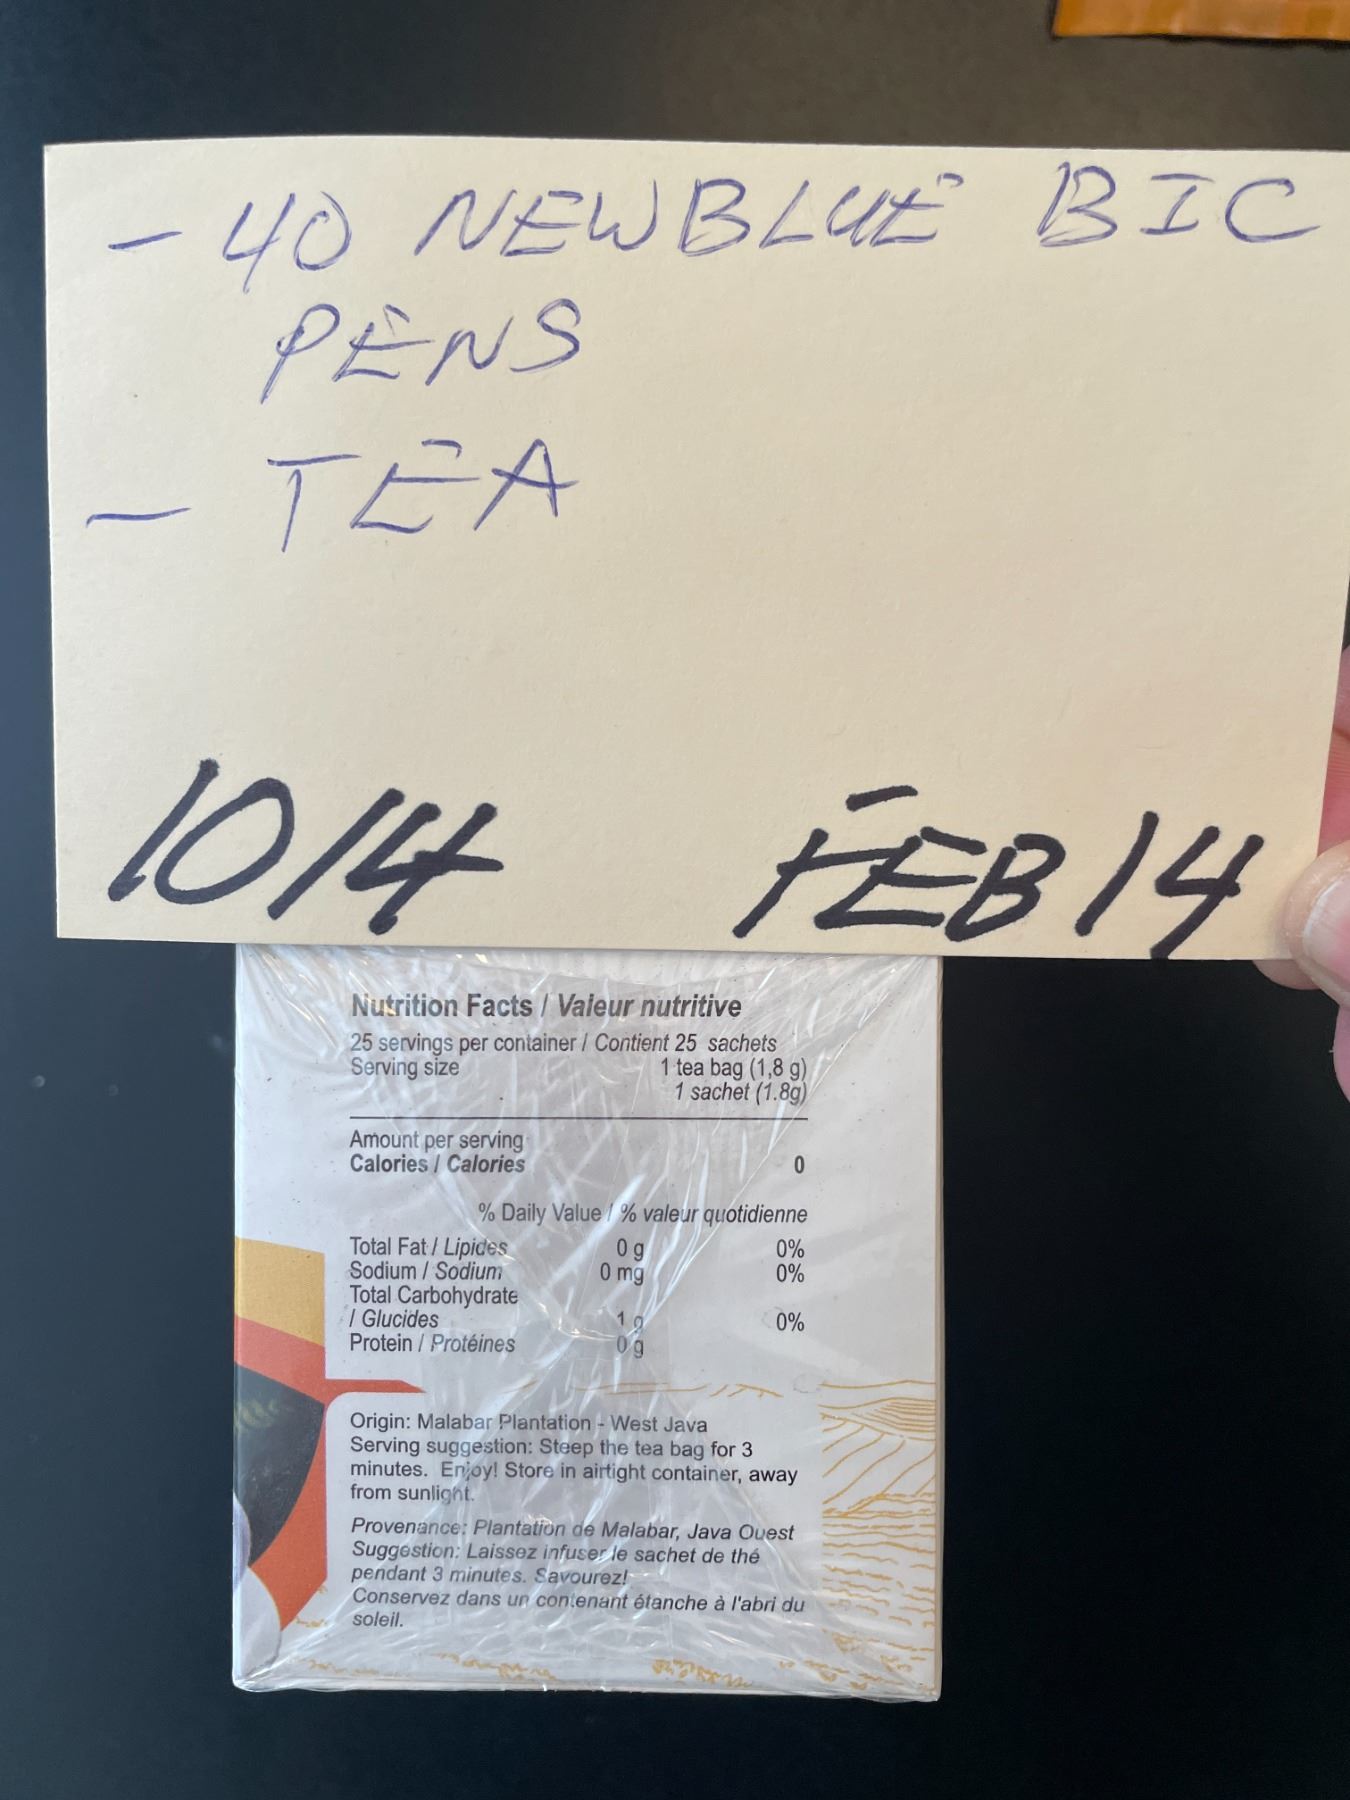 - 40 NEW BLUE BIC
PENS
- TEA
1014 FEB 14
Nutrition Facts / Valeur nutritive
25 servings per container / Contient 25 sachets
Serving size 1 tea bag (1,8 g)
1 sachet (1.8g)
Amount per serving
Calories / Calories 0
% Daily Value / % valeur quotidienne
Total Fat / Lipides 0 g 0%
Sodium / Sodium 0 mg 0%
Total Carbohydrate
/ Glucides 1 g 0%
Protein / Protéines 0 g
Origin: Malabar Plantation - West Java
Serving suggestion: Steep the tea bag for 3
minutes. Enjoy! Store in airtight container, away
from sunlight.
Provenance: Plantation de Malabar, Java Ouest
Suggestion: Laissez infuser le sachet de thé
pendant 3 minutes. Savourez!
Conservez dans un contenant étanche à l'abri du
soleil.